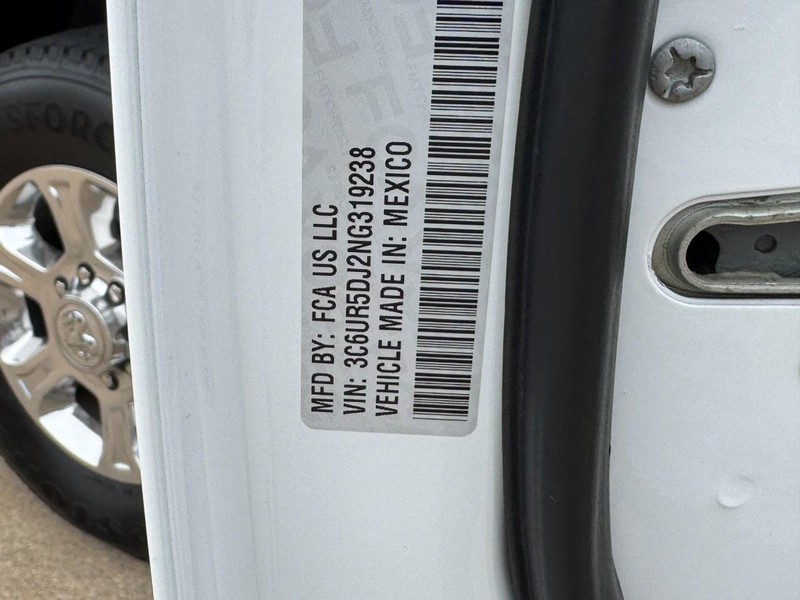 MFD BY: FCA US LLC
VIN: 3C6UR5DJ2NG319238
VEHICLE MADE IN: MEXICO